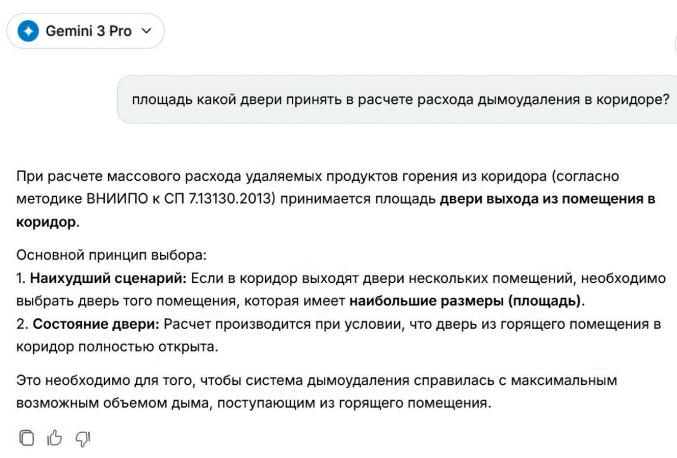 Gemini 3 Pro
площадь какой двери принять в расчете расхода дымоудаления в коридоре?
При расчете массового расхода удаляемых продуктов горения из коридора (согласно
методике ВНИИПО к СП 7.13130.2013) принимается площадь двери выхода из помещения в
коридор.
Основной принцип выбора:
1. Наихудший сценарий: Если в коридор выходят двери нескольких помещений, необходимо
выбрать дверь того помещения, которая имеет наибольшие размеры (площадь).
2. Состояние двери: Расчет производится при условии, что дверь из горящего помещения в
коридор полностью открыта.
Это необходимо для того, чтобы система дымоудаления справилась с максимальным
возможным объемом дыма, поступающим из горящего помещения.